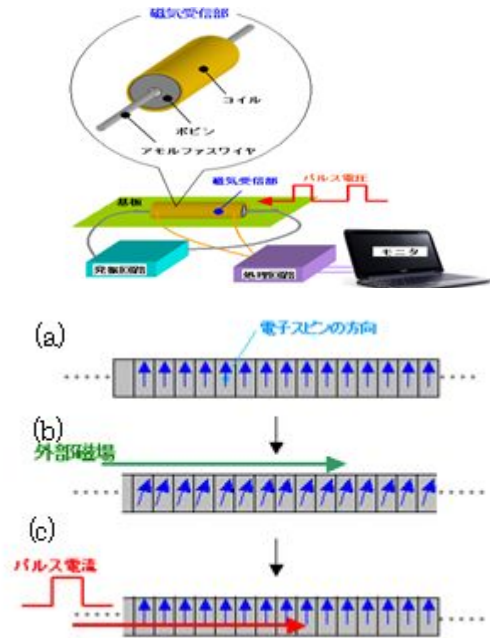 磁気受信部
コイル
ボビン
アモルファスワイヤ
磁気受信部
パルス電圧
基板
モニタ
発振回路
処理回路
(a)
電子スピンの方向
(b)
外部磁場
(c)
パルス電流